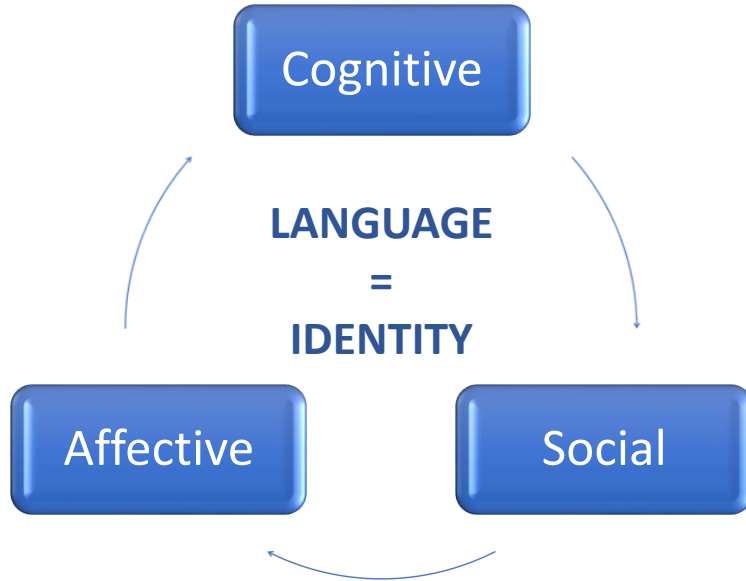 Cognitive
LANGUAGE
=
IDENTITY
Affective
Social